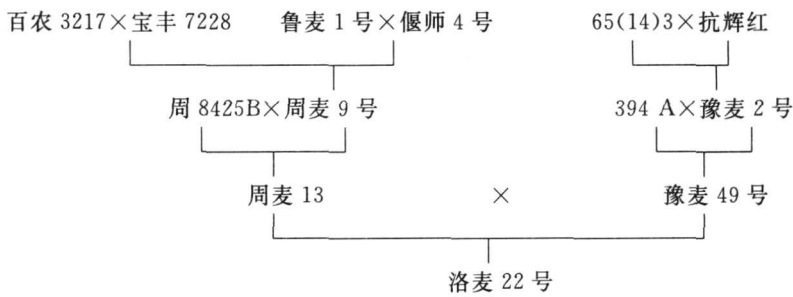 百农 3217×宝丰 7228 鲁麦 1 号×偃师 4 号 65(14)3×抗辉红
周 8425B×周麦 9 号 394 A×豫麦 2 号
周麦 13 × 豫麦 49 号
洛麦 22 号